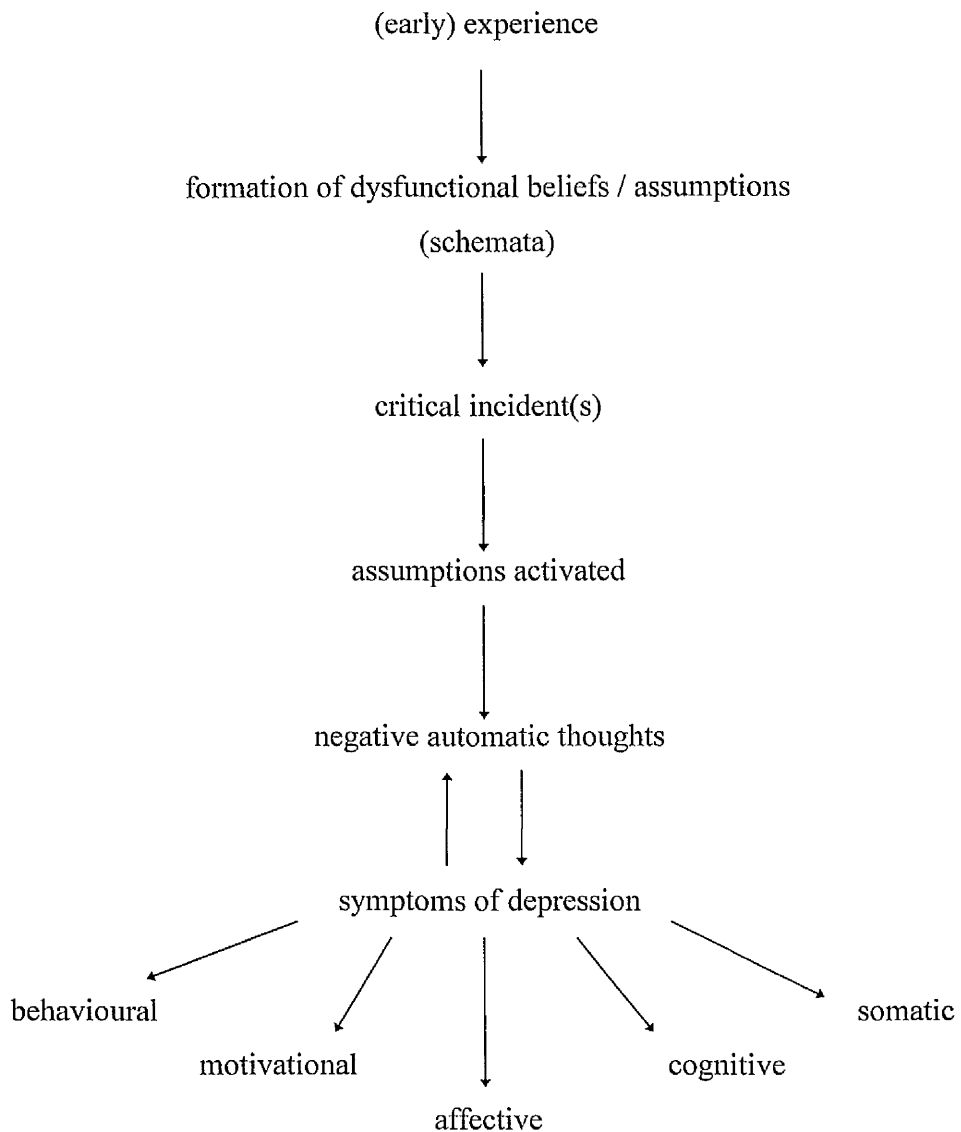 (early) experience
formation of dysfunctional beliefs / assumptions
(schemata)
critical incident(s)
assumptions activated
negative automatic thoughts
symptoms of depression
behavioural
somatic
motivational
cognitive
affective